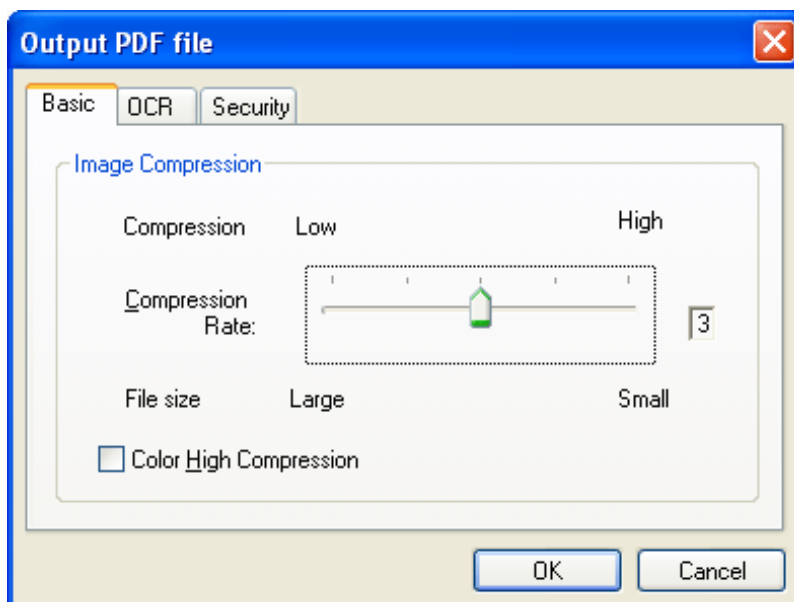 Output PDF file
Basic OCR Security
Image Compression
Compression Low High
Compression
Rate:
3
File size Large Small
Color High Compression
OK Cancel